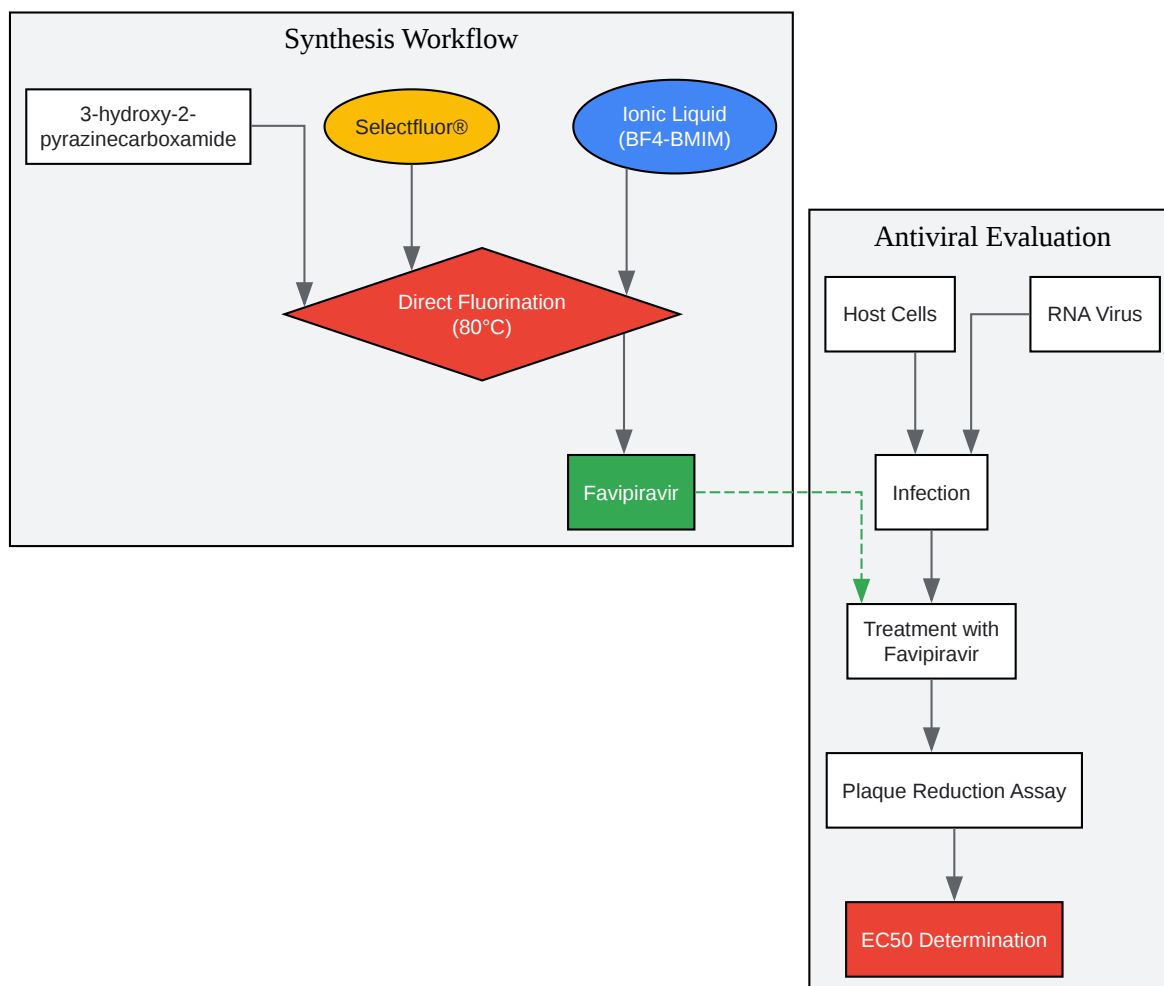 Synthesis Workflow
3-hydroxy-2-
pyrazinecarboxamide
Selectfluor®
Ionic Liquid
(BF4-BMIM)
Direct Fluorination
(80°C)
Favipiravir
Antiviral Evaluation
Host Cells
RNA Virus
Infection
Treatment with
Favipiravir
Plaque Reduction Assay
EC50 Determination